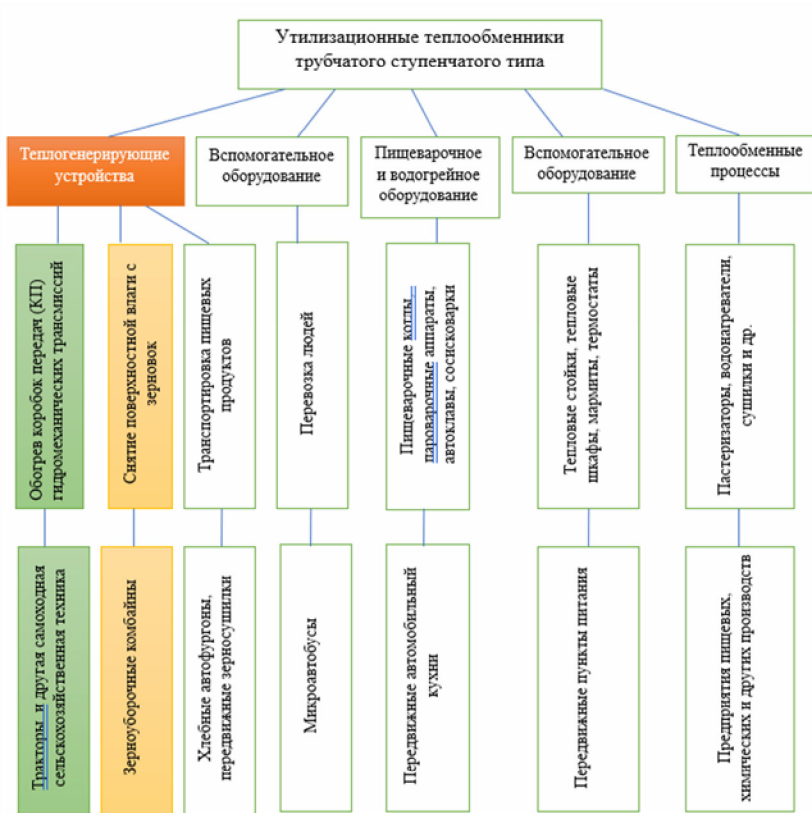 Утилизационные теплообменники
трубчатого ступенчатого типа
Теплогенерирующие
устройства
Вспомогательное
оборудование
Пищеварочное
и водогрейное
оборудование
Вспомогательное
оборудование
Теплообменные
процессы
Обогрев коробок передач (КП)
гидромеханических трансмиссий
Снятие поверхностной влаги с
зерновок
Транспортировка пищевых
продуктов
Перевозка людей
Пищеварочные котлы,
пароварочные аппараты,
автоклавы, сосисковарки
Тепловые стойки, тепловые
шкафы, мармиты, термостаты
Пастеризаторы, водонагреватели,
сушилки и др.
Тракторы и другая самоходная
сельскохозяйственная техника
Зерноуборочные комбайны
Хлебные автофургоны,
передвижные зерносушилки
Микроавтобусы
Передвижные автомобильный
кухни
Передвижные пункты питания
Предприятия пищевых,
химических и других производств